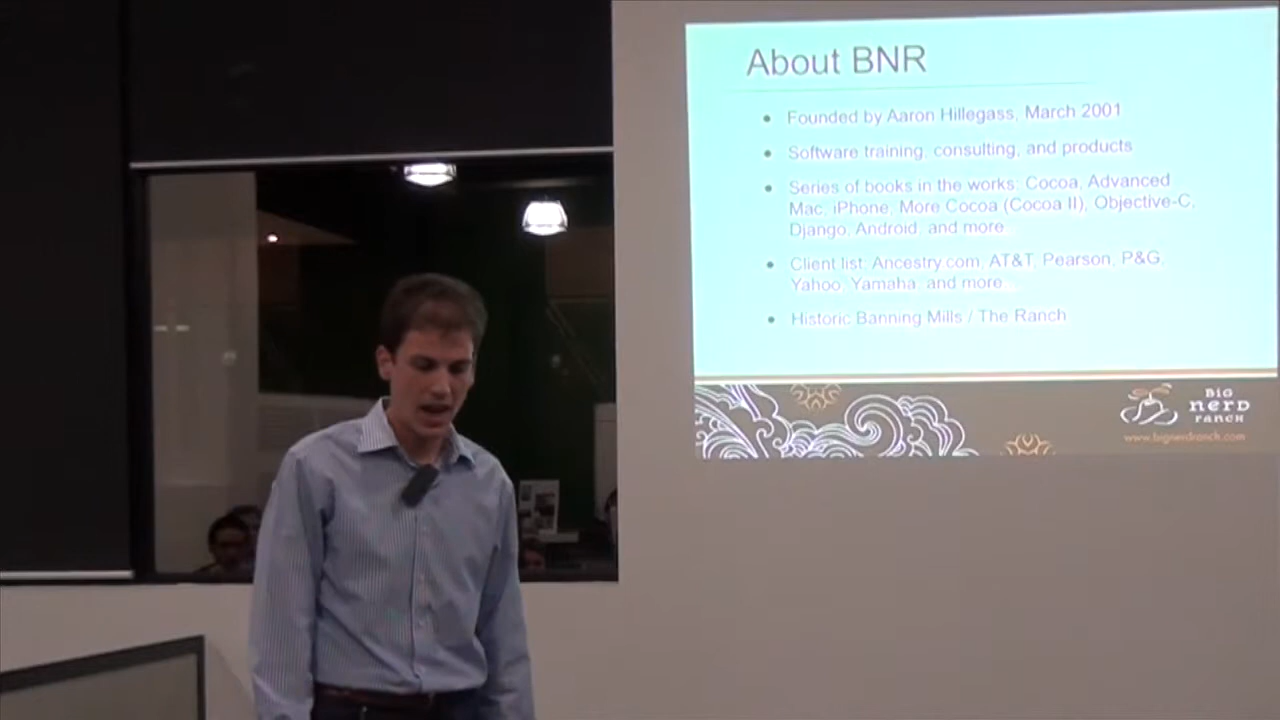 About BNR
Founded by Aaron Hillegass, March 2001
Software training, consulting, and products
Series of books in the works: Cocoa, Advanced
Mac, iPhone, More Cocoa (Cocoa II), Objective-C,
Django, Android, and more...
Client list: Ancestry.com, AT&T, Pearson, P&G,
Yahoo, Yamaha, and more...
Historic Banning Mills / The Ranch
BIG
nerd
ranch
www.bignerdranch.com